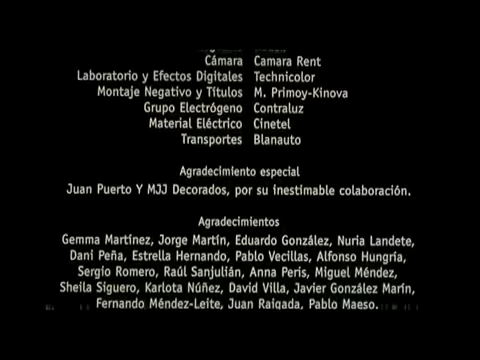 Cámara Camara Rent
Laboratorio y Efectos Digitales Technicolor
Montaje Negativo y Títulos M. Primoy-Kinova
Grupo Electrógeno Contraluz
Material Eléctrico Cinetel
Transportes Blanauto
Agradecimiento especial
Juan Puerto Y MJJ Decorados, por su inestimable colaboración.
Agradecimientos
Gemma Martínez, Jorge Martín, Eduardo González, Nuria Landete,
Dani Peña, Estrella Hernando, Pablo Vecillas, Alfonso Hungría,
Sergio Romero, Raúl Sanjulián, Anna Peris, Miguel Méndez,
Sheila Siguero, Karlota Núñez, David Villa, Javier González Marín,
Fernando Méndez-Leite, Juan Raigada, Pablo Maeso.